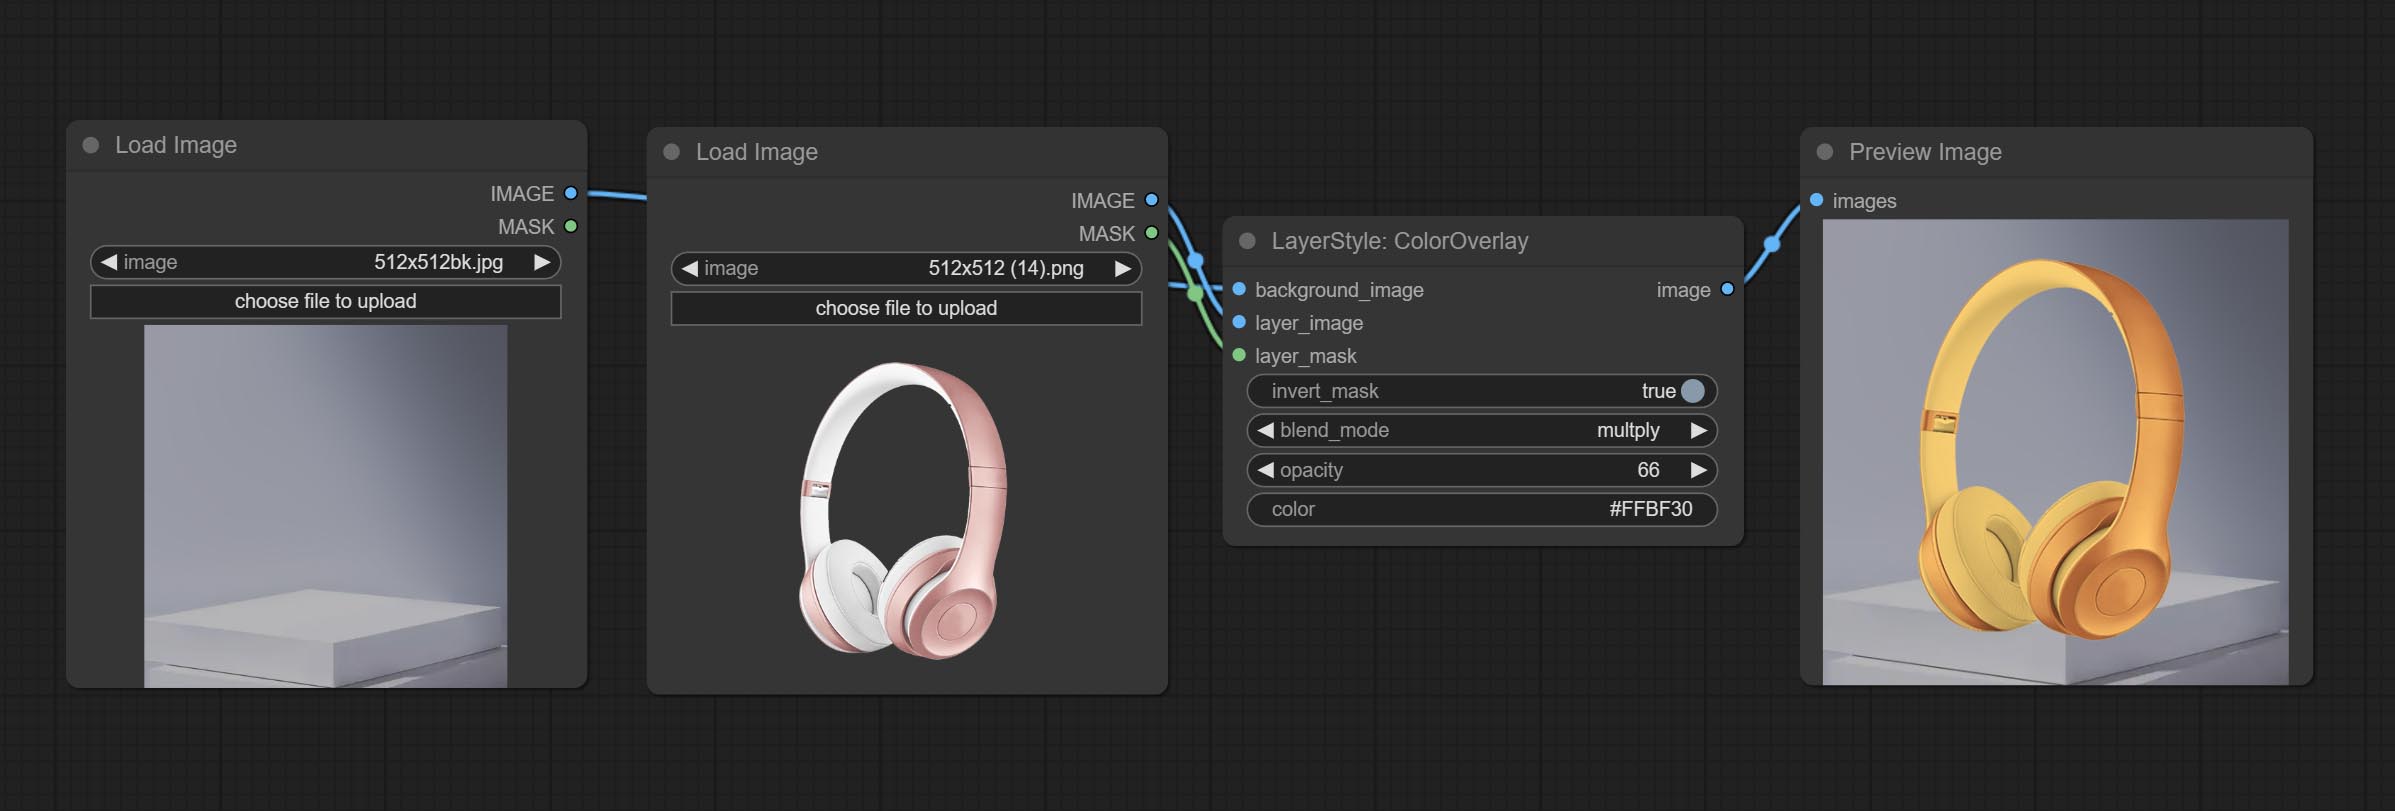 Load Image
IMAGE
MASK
image 512x512bk.jpg
choose file to upload
Load Image
IMAGE
MASK
image 512x512 (14).png
choose file to upload
LayerStyle: ColorOverlay
background_image image
layer_image
layer_mask
invert_mask true
blend_mode multply
opacity 66
color #FFBF30
Preview Image
images